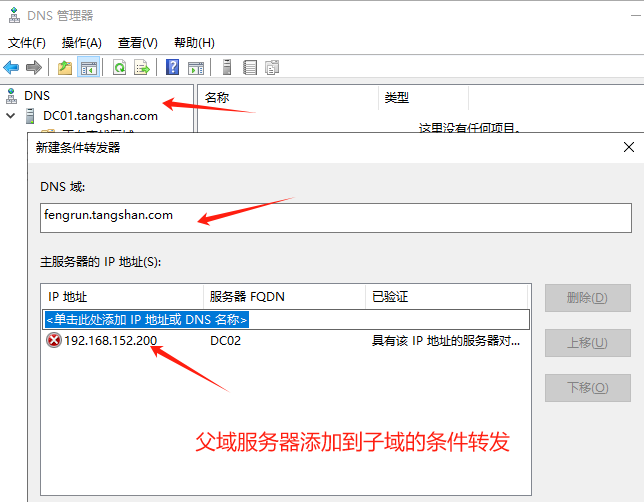 DNS 管理器
文件(F) 操作(A) 查看(V) 帮助(H)
DNS
DC01.tangshan.com
名称 类型
这里没有任何项目。
新建条件转发器
DNS 域:
fengrun.tangshan.com
主服务器的 IP 地址(S):
IP 地址 服务器 FQDN 已验证
<单击此处添加 IP 地址或 DNS 名称>
192.168.152.200 DC02 具有该 IP 地址的服务器对...
删除(D)
上移(U)
下移(O)
父域服务器添加到子域的条件转发